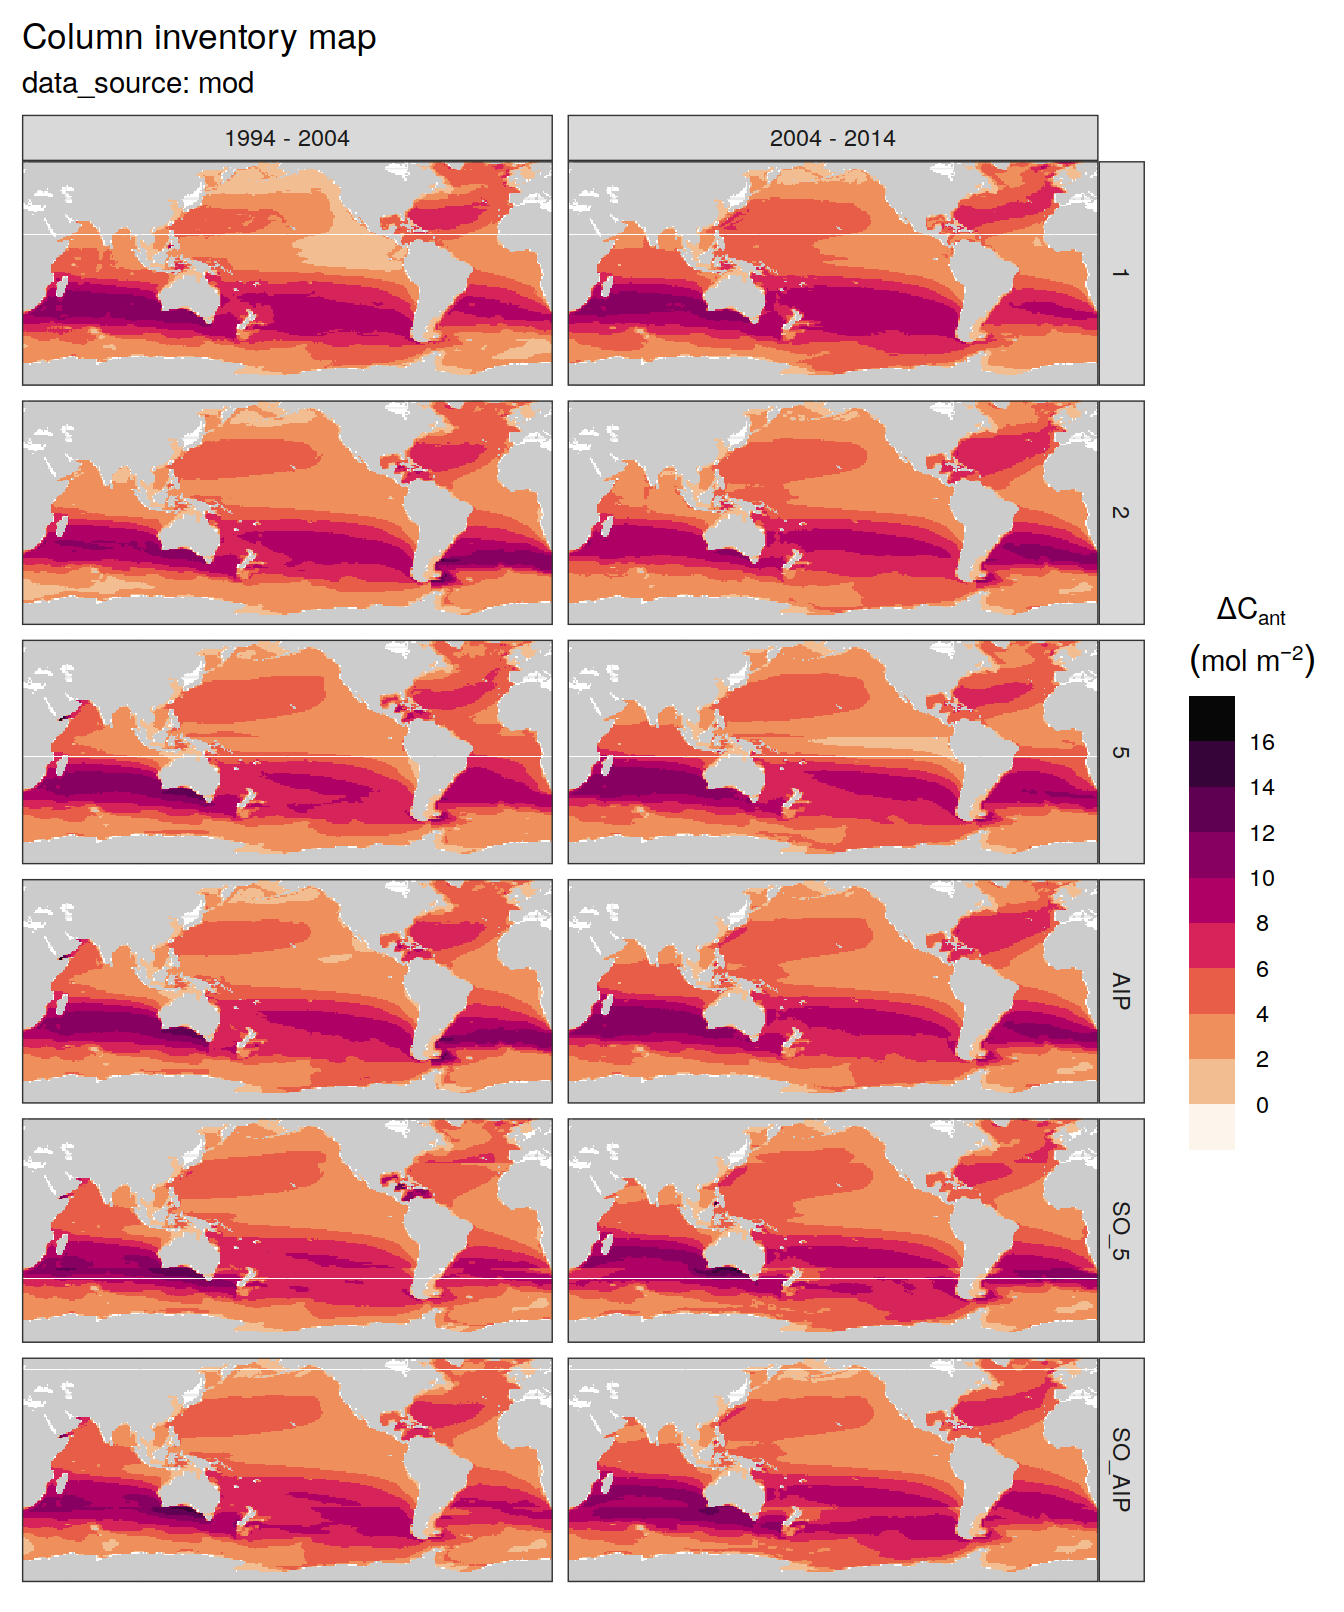 Column inventory map
data_source: mod
1994 - 2004
2004 - 2014
1
2
5
AIP
SO_5
SO_AIP
ΔCant
(mol m−2)
16
14
12
10
8
6
4
2
0